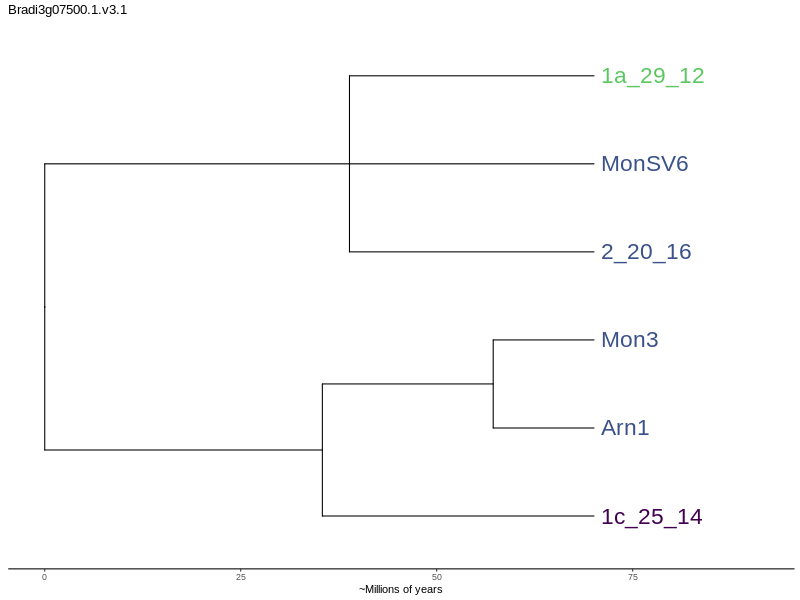 Bradi3g07500.1.v3.1
1a_29_12
MonSV6
2_20_16
Mon3
Arn1
1c_25_14
0 25 50 75
~Millions of years